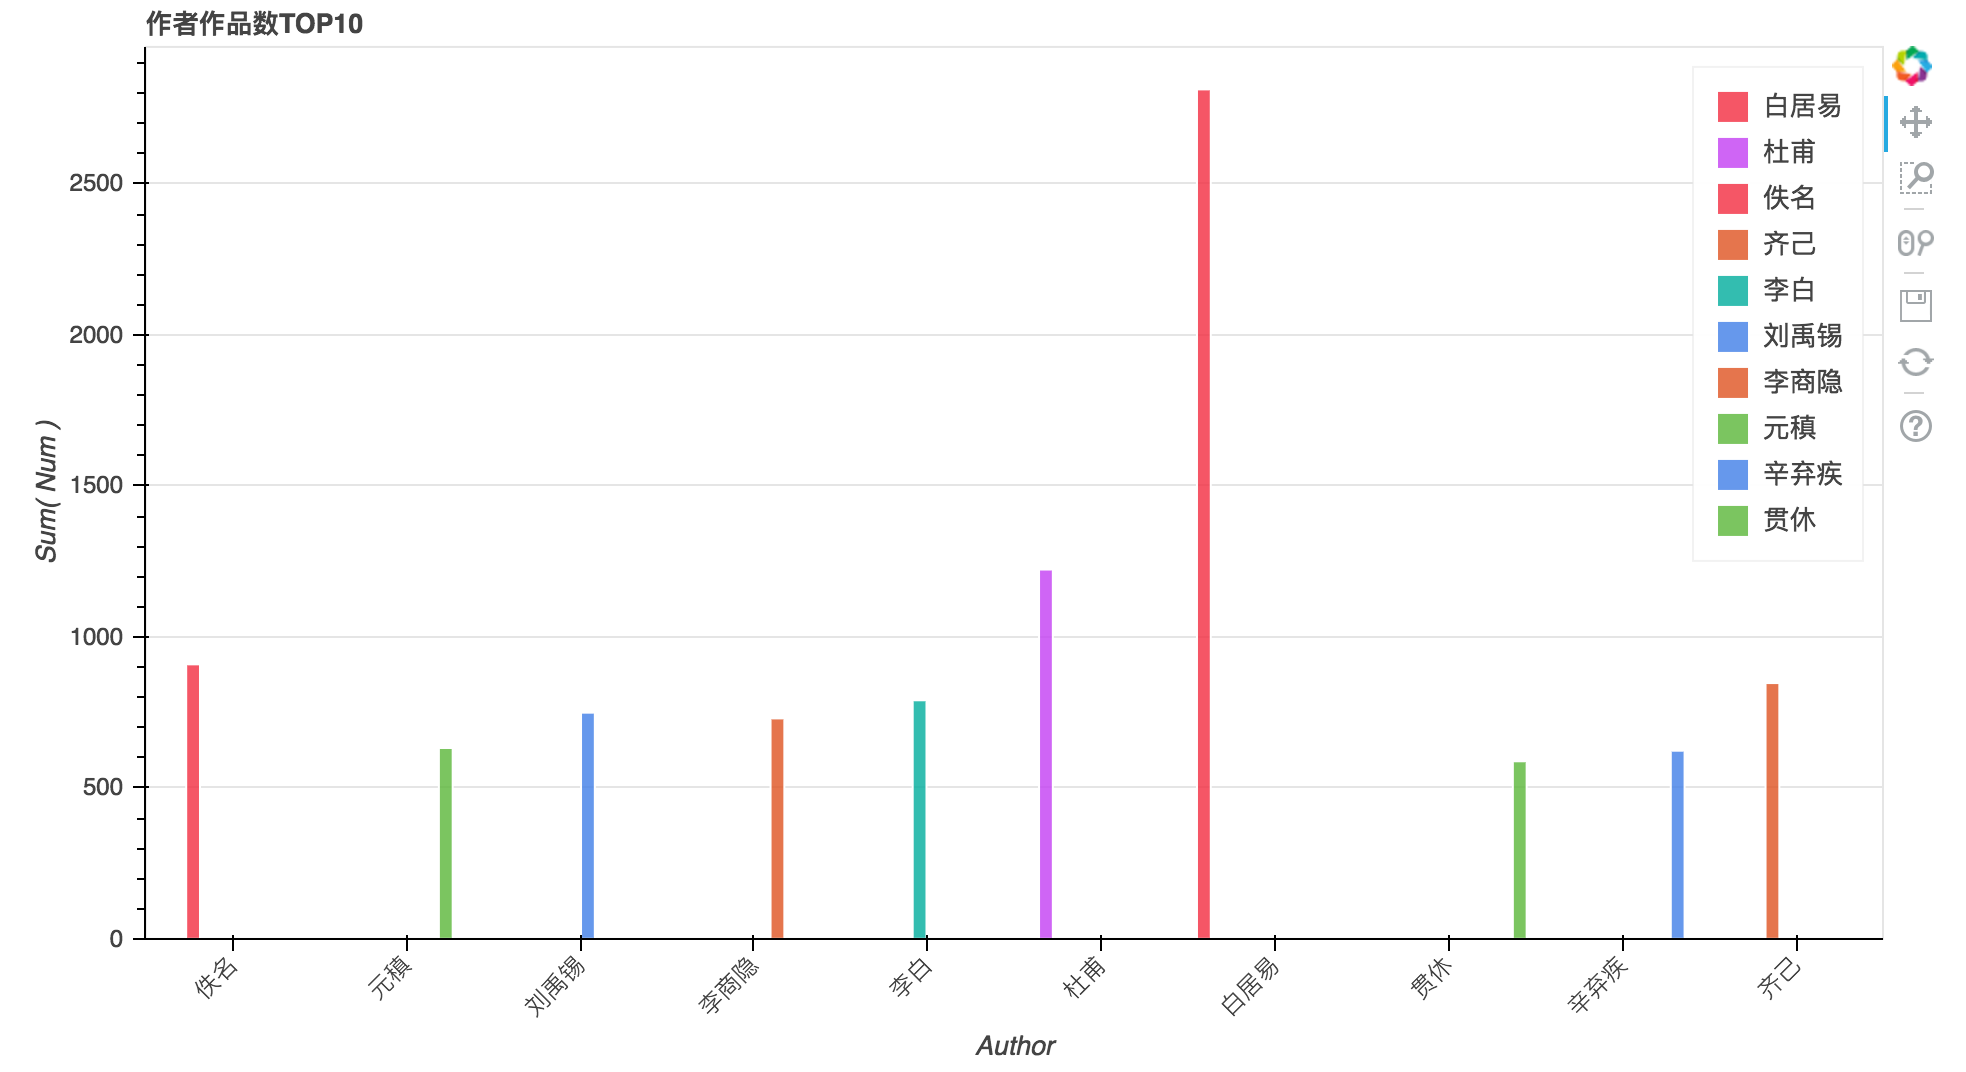 作者作品数TOP10
Sum( Num )
2500
2000
1500
1000
500
0
佚名
元稹
刘禹锡
李商隐
李白
杜甫
白居易
贯休
辛弃疾
齐己
Author
白居易
杜甫
佚名
齐己
李白
刘禹锡
李商隐
元稹
辛弃疾
贯休